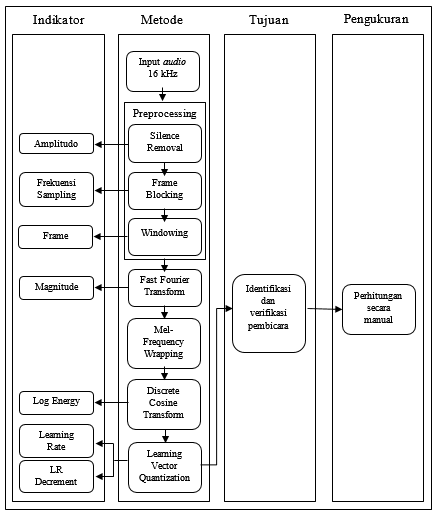 Indikator
Metode
Tujuan
Pengukuran
Input audio
16 kHz
Preprocessing
Silence
Removal
Amplitudo
Frame
Blocking
Frekuensi
Sampling
Windowing
Frame
Fast Fourier
Transform
Magnitude
Mel-
Frequency
Wrapping
Discrete
Cosine
Transform
Log Energy
Learning
Vector
Quantization
Learning
Rate
LR
Decrement
Identifikasi
dan
verifikasi
pembicara
Perhitungan
secara
manual